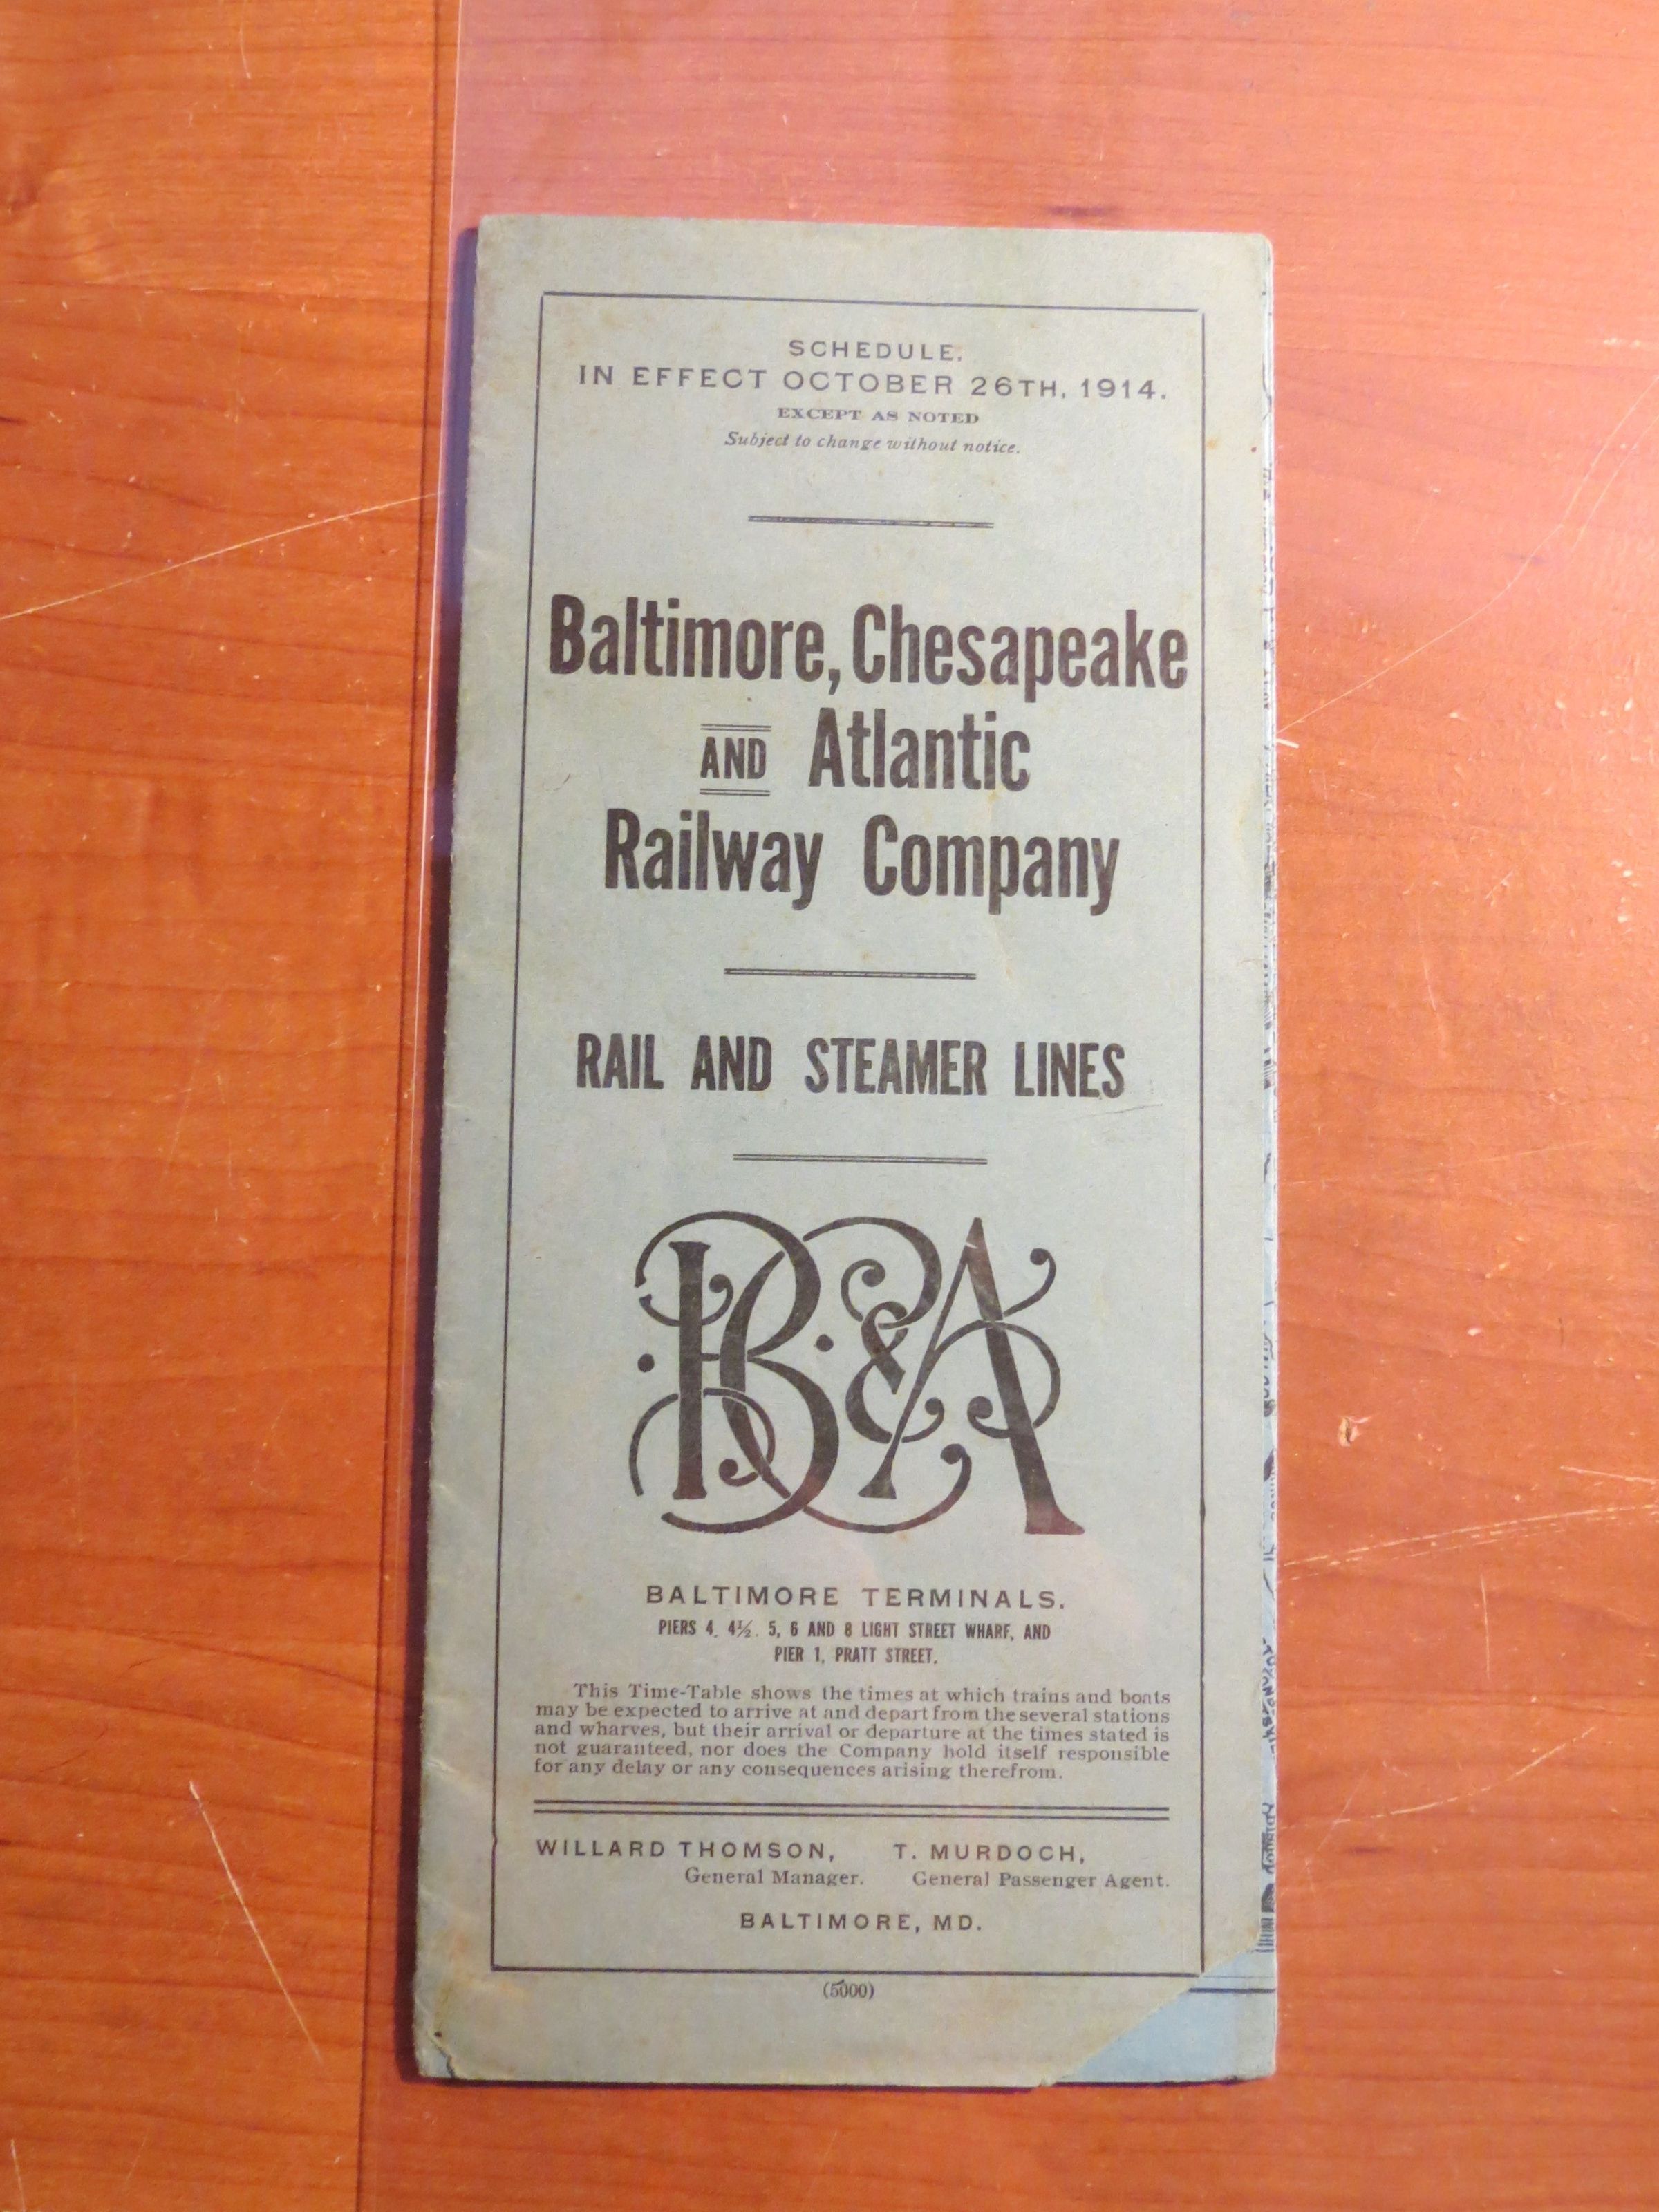 SCHEDULE.
IN EFFECT OCTOBER 26TH, 1914.
EXCEPT AS NOTED
Subject to change without notice.
Baltimore, Chesapeake
AND Atlantic
Railway Company
RAIL AND STEAMER LINES
B.C.&A
BALTIMORE TERMINALS.
PIERS 4, 4½, 5, 6 AND 8 LIGHT STREET WHARF, AND
PIER 1, PRATT STREET.
This Time-Table shows the times at which trains and boats
may be expected to arrive at and depart from the several stations
and wharves, but their arrival or departure at the times stated is
not guaranteed, nor does the Company hold itself responsible
for any delay or any consequences arising therefrom.
WILLARD THOMSON, T. MURDOCH,
General Manager. General Passenger Agent.
BALTIMORE, MD.
(5000)